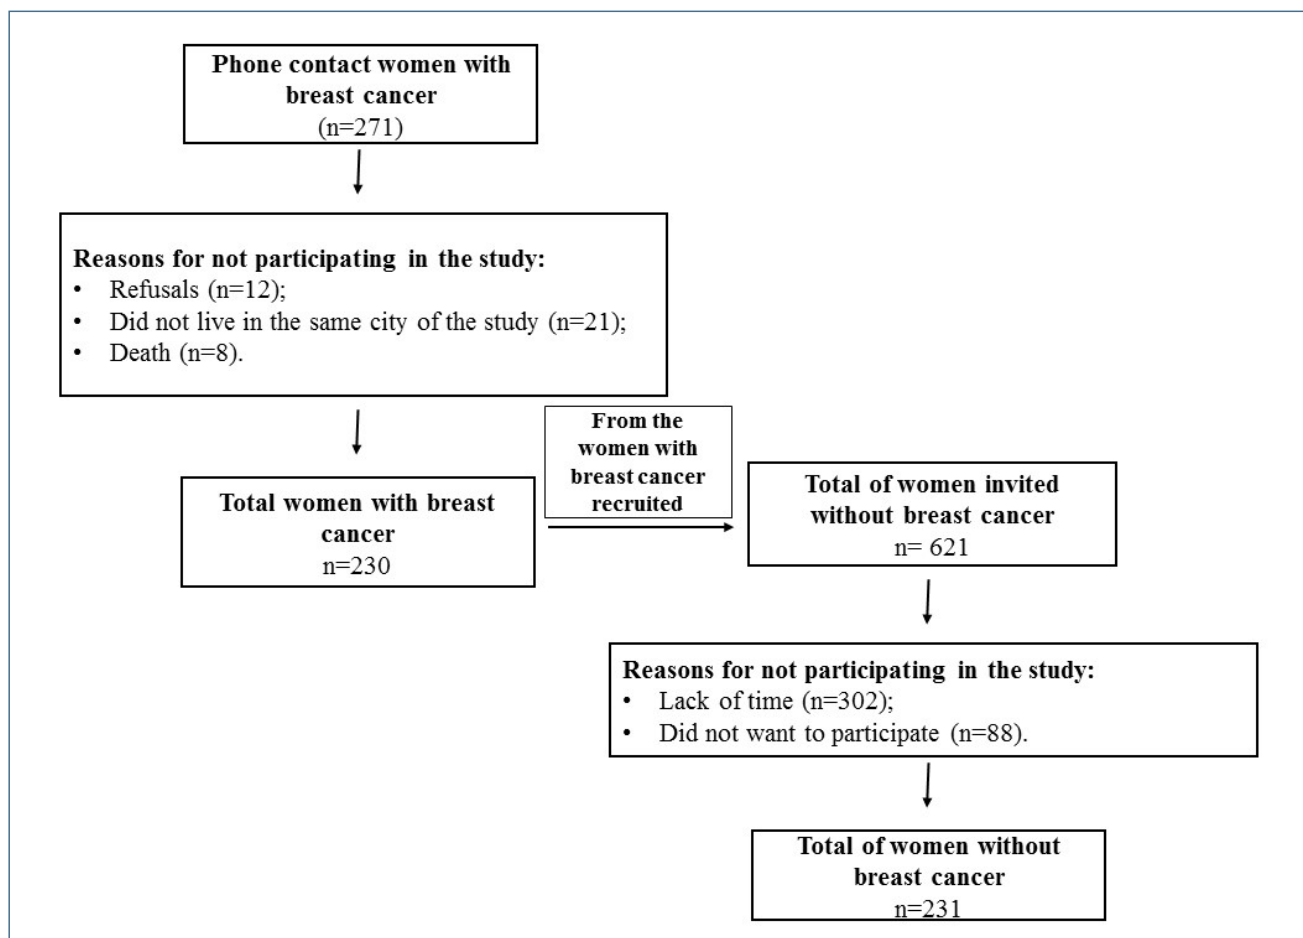 Phone contact women with
breast cancer
(n=271)
Reasons for not participating in the study:
• Refusals (n=12);
• Did not live in the same city of the study (n=21);
• Death (n=8).
From the
women with
breast cancer
recruited
Total women with breast
cancer
n=230
Total of women invited
without breast cancer
n= 621
Reasons for not participating in the study:
• Lack of time (n=302);
• Did not want to participate (n=88).
Total of women without
breast cancer
n=231